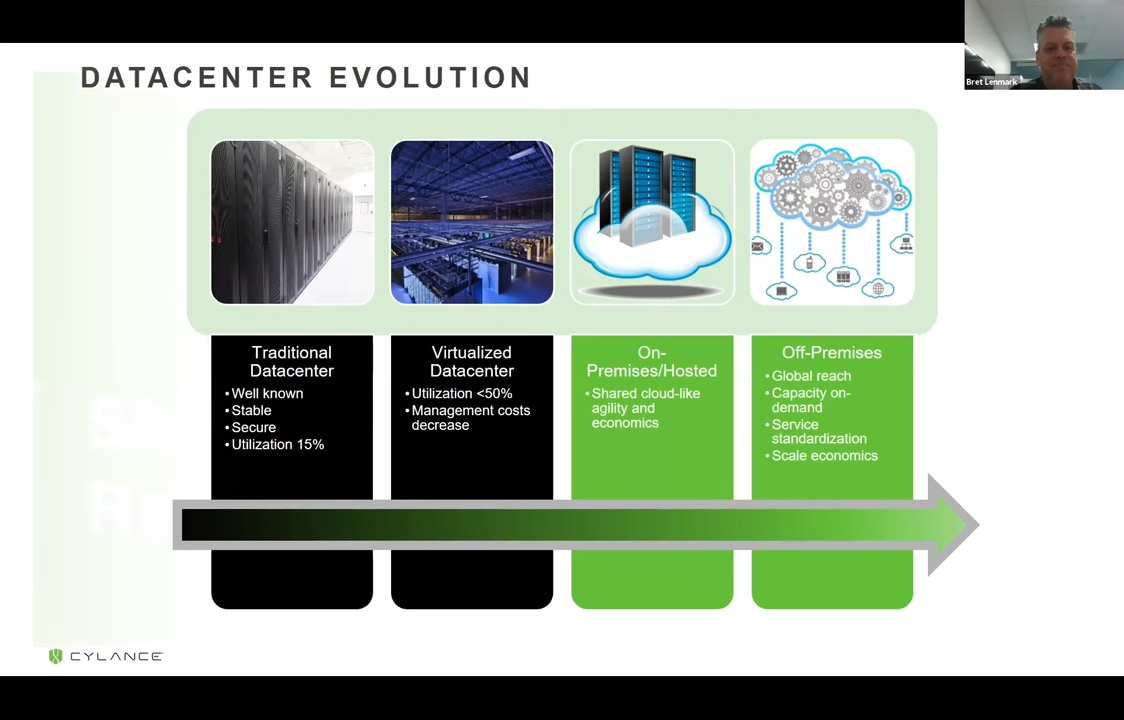 Bret Lenmark
DATACENTER EVOLUTION
Traditional
Datacenter
•Well known
•Stable
•Secure
•Utilization 15%
Virtualized
Datacenter
•Utilization <50%
•Management costs
decrease
On-
Premises/Hosted
•Shared cloud-like
agility and
economics
Off-Premises
•Global reach
•Capacity on-
demand
•Service
standardization
•Scale economics
CYLANCE